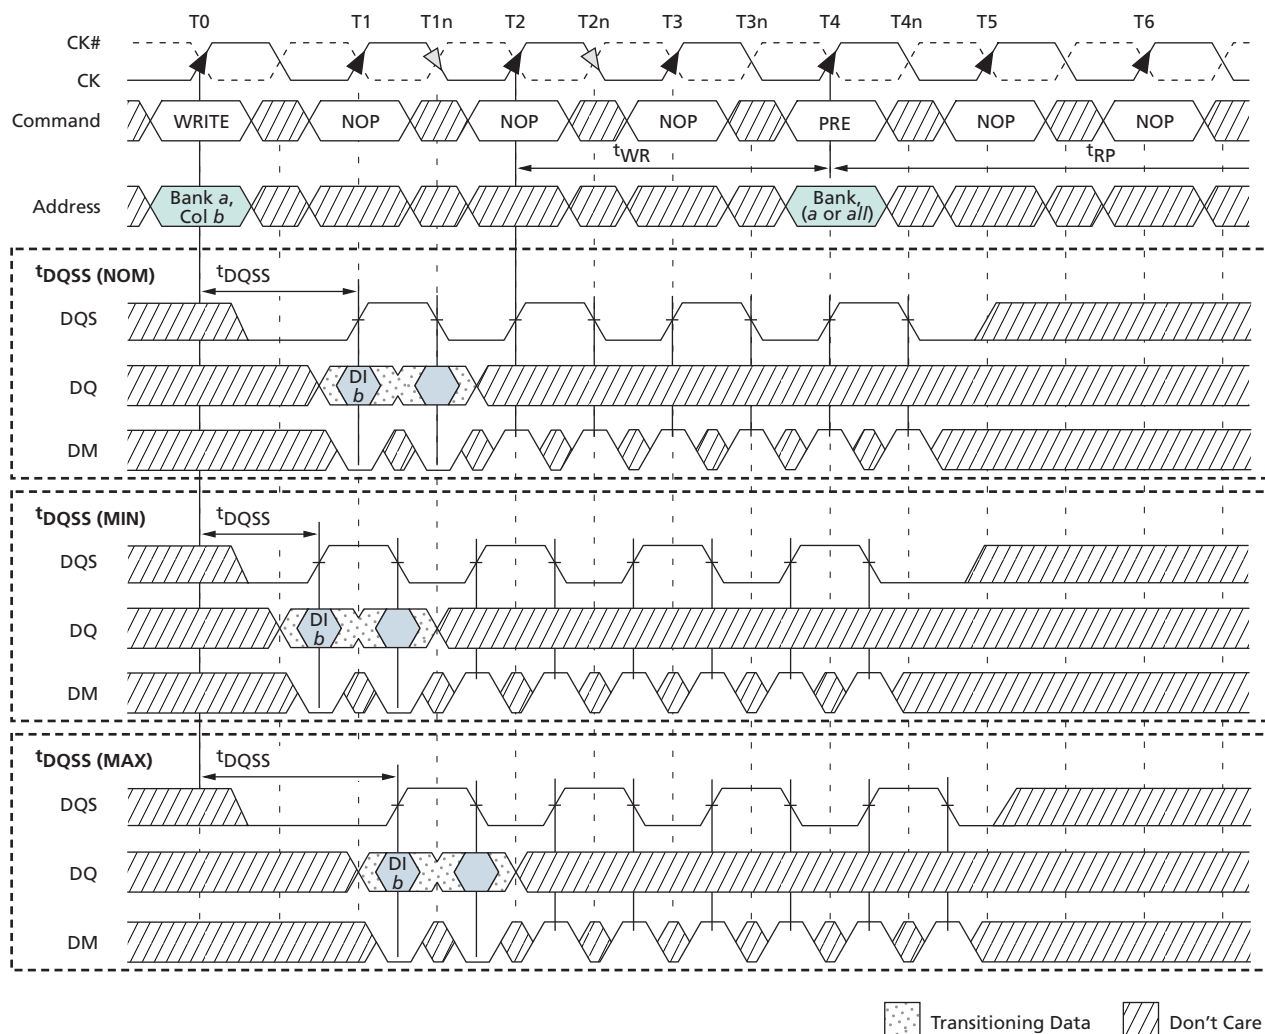 T0 T1 T1n T2 T2n T3 T3n T4 T4n T5 T6
CK#
CK
Command WRITE NOP NOP NOP PRE NOP NOP
tWR tRP
Address Bank a, Col b Bank, (a or all)
tDQSS (NOM) tDQSS
DQS
DQ DI b
DM
tDQSS (MIN) tDQSS
DQS
DQ DI b
DM
tDQSS (MAX) tDQSS
DQS
DQ DI b
DM
Transitioning Data Don't Care